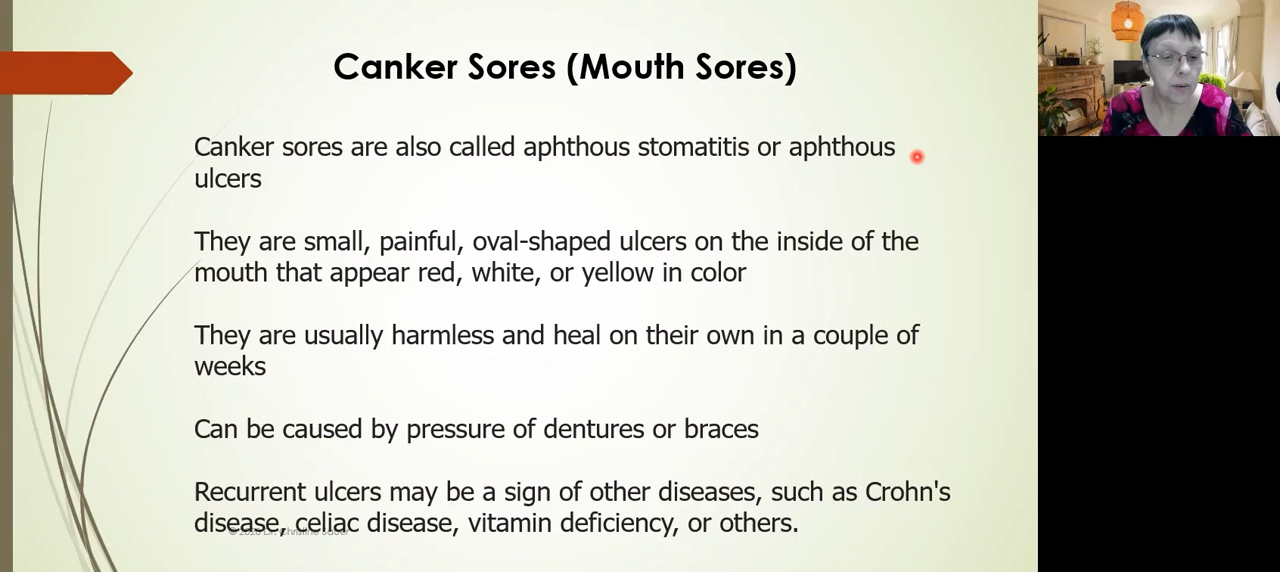 Canker Sores (Mouth Sores)
Canker sores are also called aphthous stomatitis or aphthous
ulcers
They are small, painful, oval-shaped ulcers on the inside of the
mouth that appear red, white, or yellow in color
They are usually harmless and heal on their own in a couple of
weeks
Can be caused by pressure of dentures or braces
Recurrent ulcers may be a sign of other diseases, such as Crohn's
disease, celiac disease, vitamin deficiency, or others.
© Dr. Christine Sauer